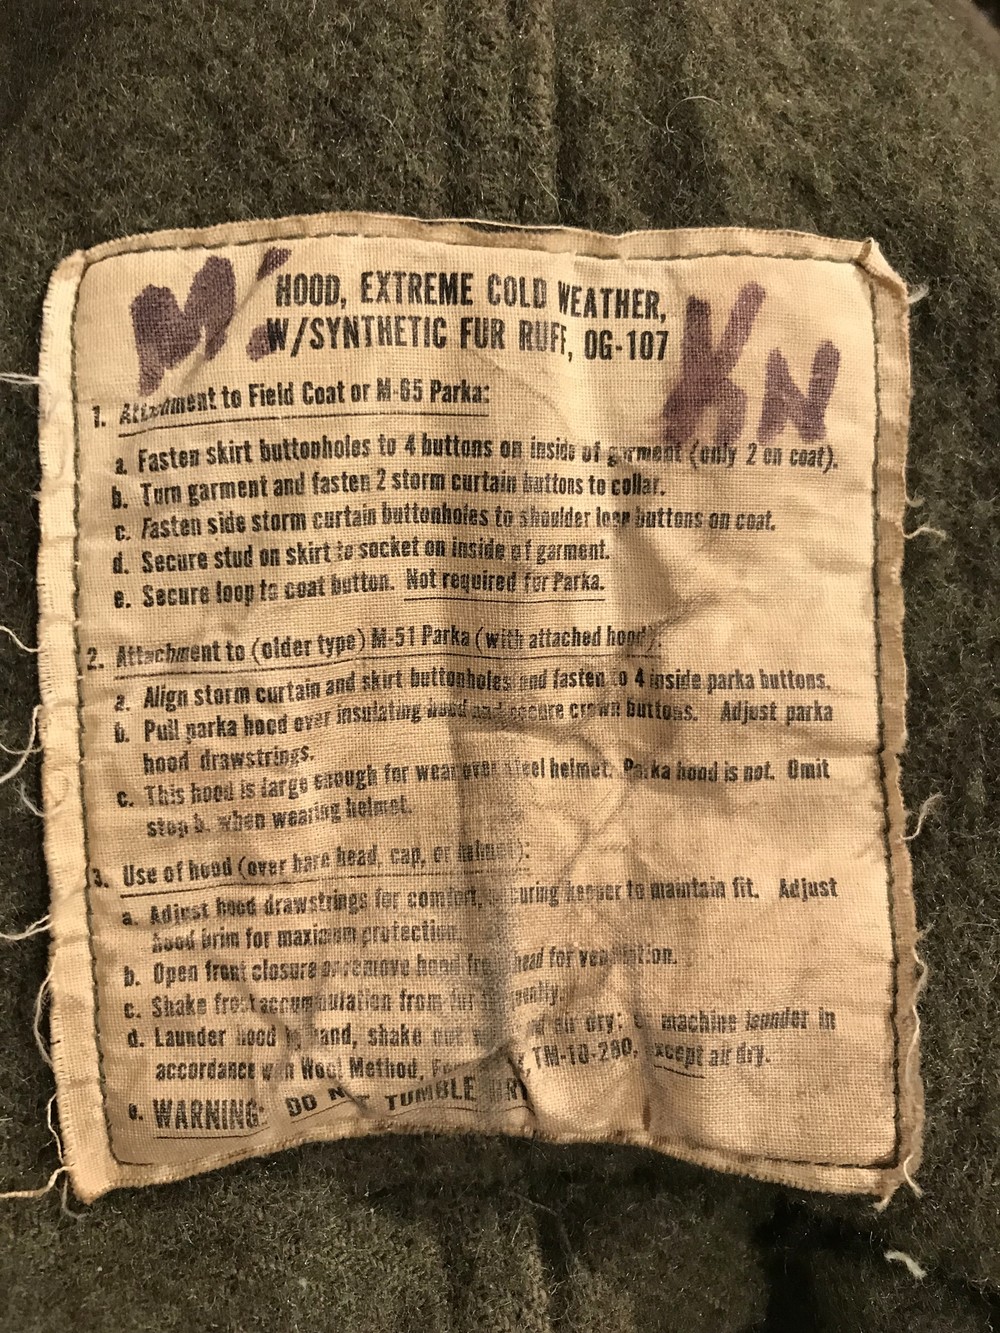 M. HOOD, EXTREME COLD WEATHER, KN
W/SYNTHETIC FUR RUFF, OG-107
1. Attachment to Field Coat or M-65 Parka:
a. Fasten skirt buttonholes to 4 buttons on inside of garment (only 2 on coat).
b. Turn garment and fasten 2 storm curtain buttons to collar.
c. Fasten side storm curtain buttonholes to shoulder loop buttons on coat.
d. Secure stud on skirt to socket on inside of garment.
e. Secure loop to coat button. Not required for Parka.
2. Attachment to (older type) M-51 Parka (with attached hood):
a. Align storm curtain and skirt buttonholes and fasten to 4 inside parka buttons.
b. Pull parka hood over insulating hood and secure crown buttons. Adjust parka
hood drawstrings.
c. This hood is large enough for wear over steel helmet. Parka hood is not. Omit
step b. when wearing helmet.
3. Use of hood (over bare head, cap, or helmet):
a. Adjust hood drawstrings for comfort, securing keeper to maintain fit. Adjust
hood brim for maximum protection.
b. Open front closure or remove hood from head for ventilation.
c. Shake frost accumulation from fur frequently.
d. Launder hood by hand, shake out air dry; or machine launder in
accordance with Wool Method, TM-10-280, except air dry.
e. WARNING: DO NOT TUMBLE DRY